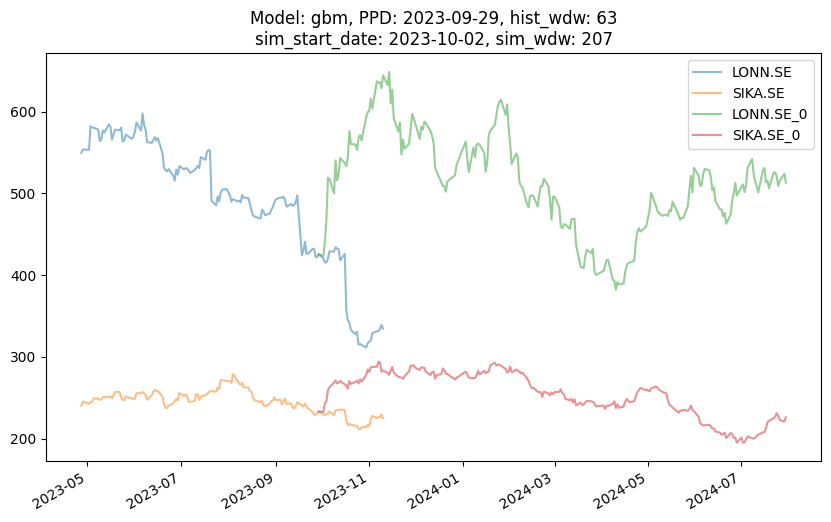 Model: gbm, PPD: 2023-09-29, hist_wdw: 63
sim_start_date: 2023-10-02, sim_wdw: 207
LONN.SE
SIKA.SE
LONN.SE_0
SIKA.SE_0
600
500
400
300
200
2023-05
2023-07
2023-09
2023-11
2024-01
2024-03
2024-05
2024-07